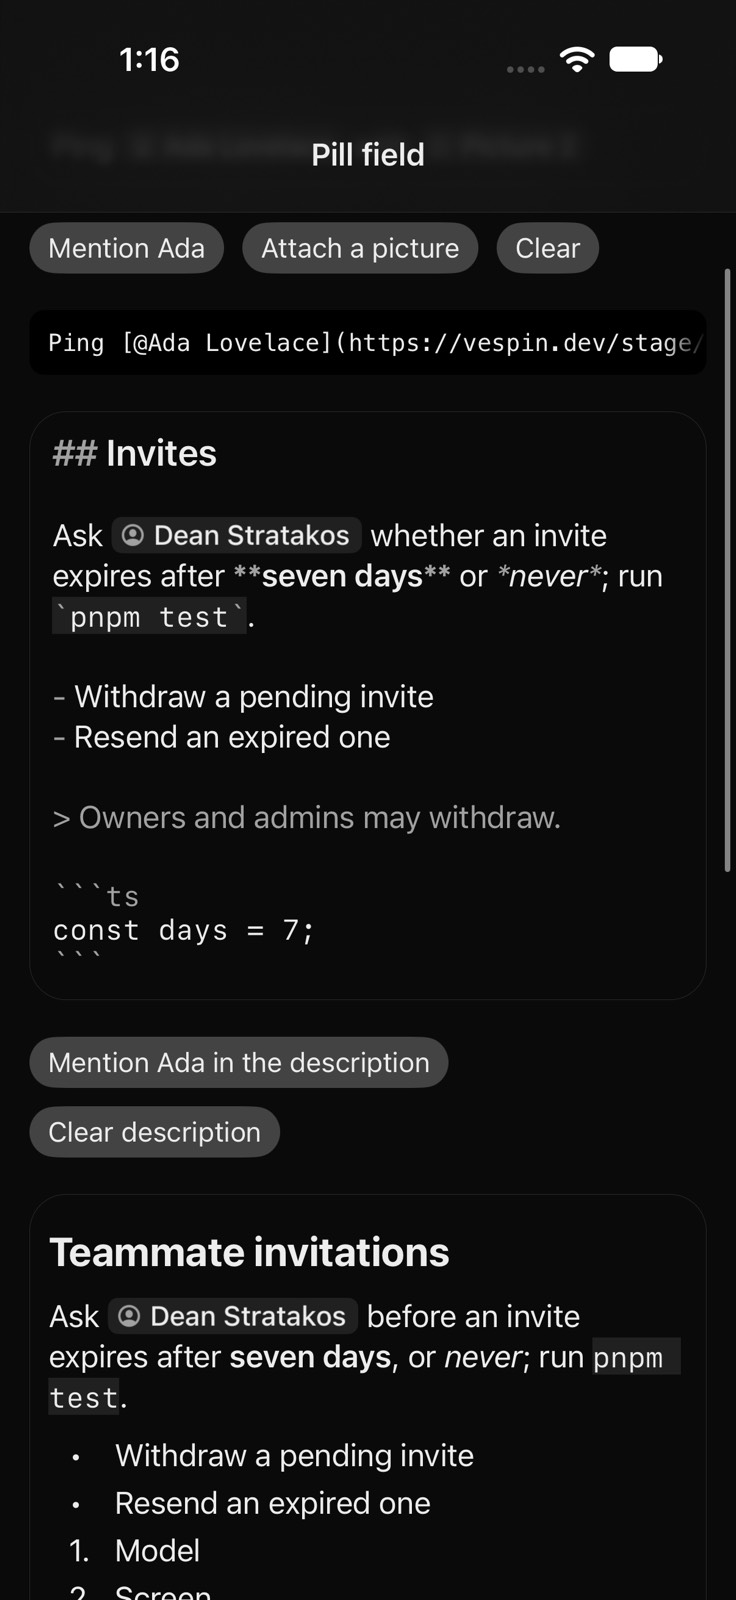 1:16
Pill field
Mention Ada
Attach a picture
Clear
Ping [@Ada Lovelace](https://vespin.dev/stage/
## Invites
Ask Dean Stratakos whether an invite
expires after **seven days** or *never*; run
`pnpm test`.
- Withdraw a pending invite
- Resend an expired one
> Owners and admins may withdraw.
```ts
const days = 7;
```
Mention Ada in the description
Clear description
Teammate invitations
Ask Dean Stratakos before an invite
expires after seven days, or never; run pnpm
test.
• Withdraw a pending invite
• Resend an expired one
1. Model
2. Screen